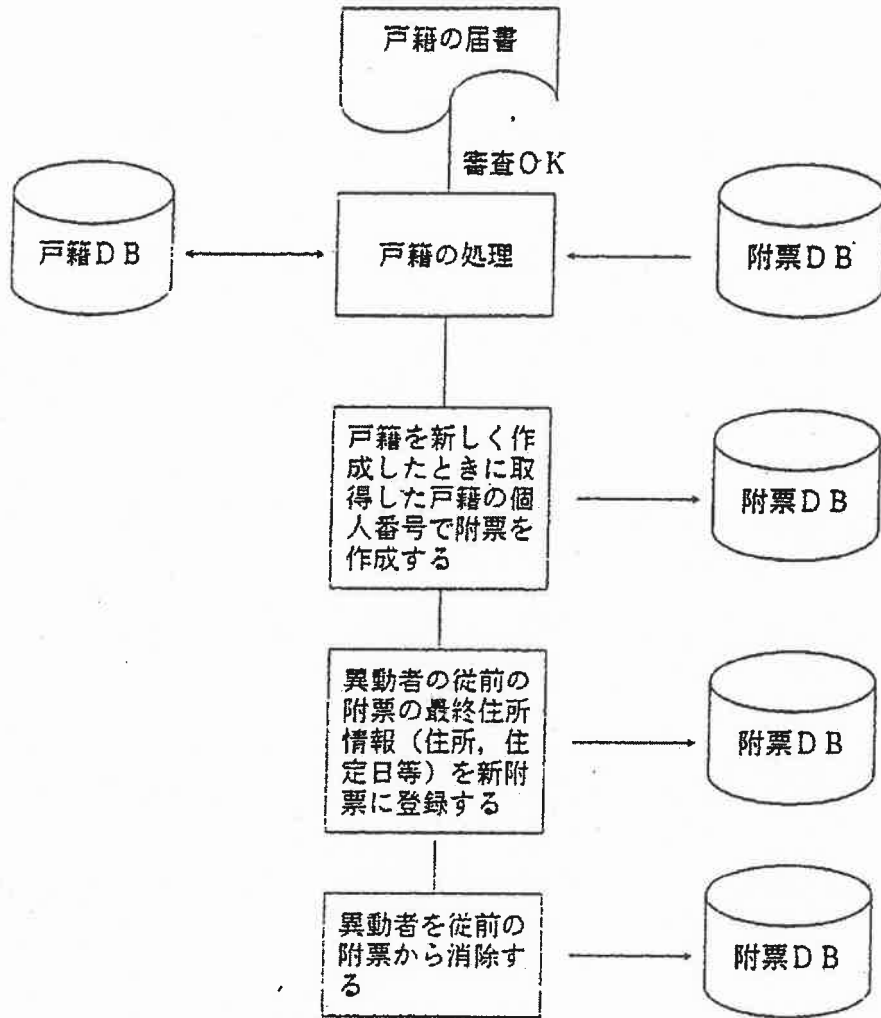 戸籍の届書
審査OK
戸籍DB
戸籍の処理
附票DB
戸籍を新しく作
成したときに取
得した戸籍の個
人番号で附票を
作成する
附票DB
異動者の従前の
附票の最終住所
情報（住所，住
定日等）を新附
票に登録する
附票DB
異動者を従前の
附票から消除す
る
附票DB